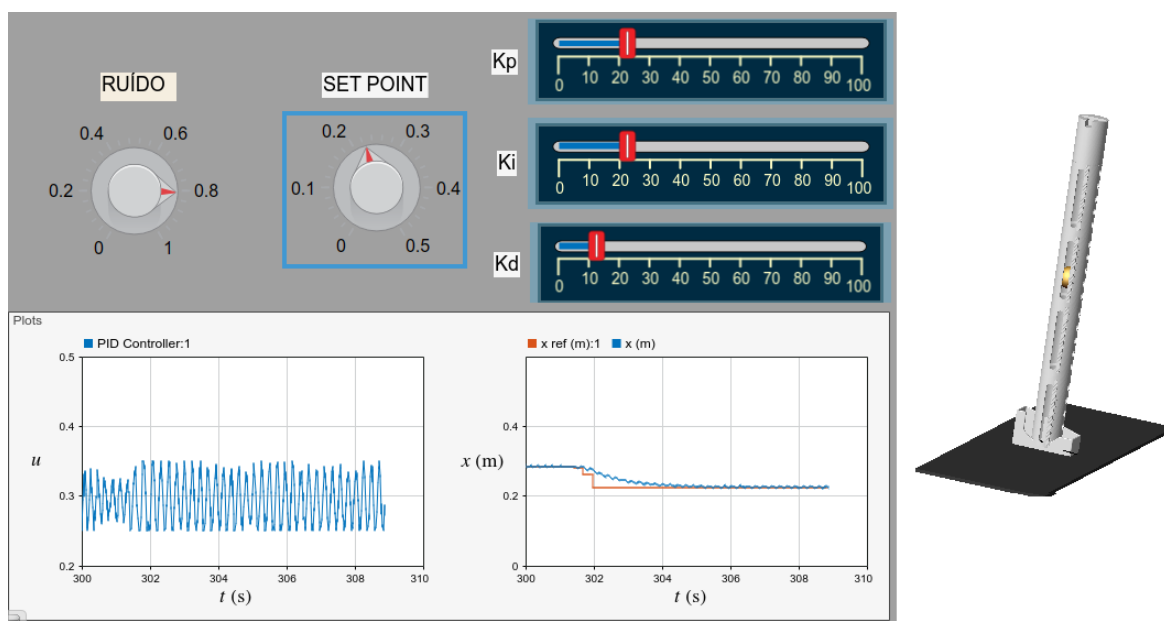 RUÍDO
0.4 0.6
0.2 0.8
0 1
SET POINT
0.2 0.3
0.1 0.4
0 0.5
Kp
0 10 20 30 40 50 60 70 80 90 100
Ki
0 10 20 30 40 50 60 70 80 90 100
Kd
0 10 20 30 40 50 60 70 80 90 100
Plots
PID Controller:1
0.5
0.4
u
0.3
0.2
300 302 304 306 308 310
t (s)
x ref (m):1 x (m)
0.4
x (m)
0.2
0
300 302 304 306 308 310
t (s)